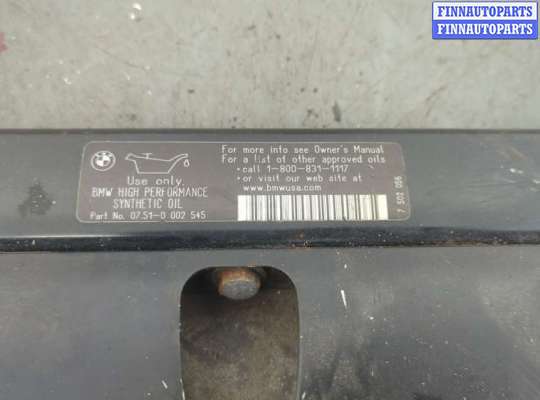 FINNAUTOPARTS
FINNAUTOPARTS
BMW
Use only
BMW HIGH PERFORMANCE
SYNTHETIC OIL
Part No. 07.51-0 002 545
For more info see Owner's Manual
For a list of other approved oils
• call 1-800-831-1117
• or visit our web site at
www.bmwusa.com
7 502 056